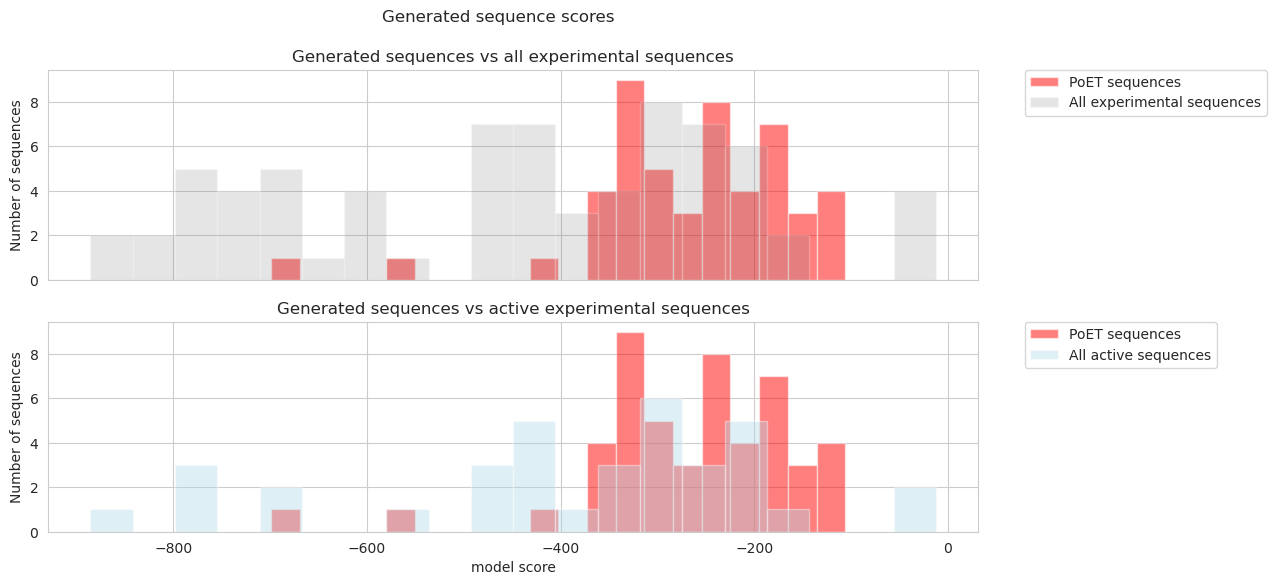 Generated sequence scores
Generated sequences vs all experimental sequences
Number of sequences
8
6
4
2
0
PoET sequences
All experimental sequences
Generated sequences vs active experimental sequences
Number of sequences
8
6
4
2
0
−800
−600
−400
−200
0
model score
PoET sequences
All active sequences